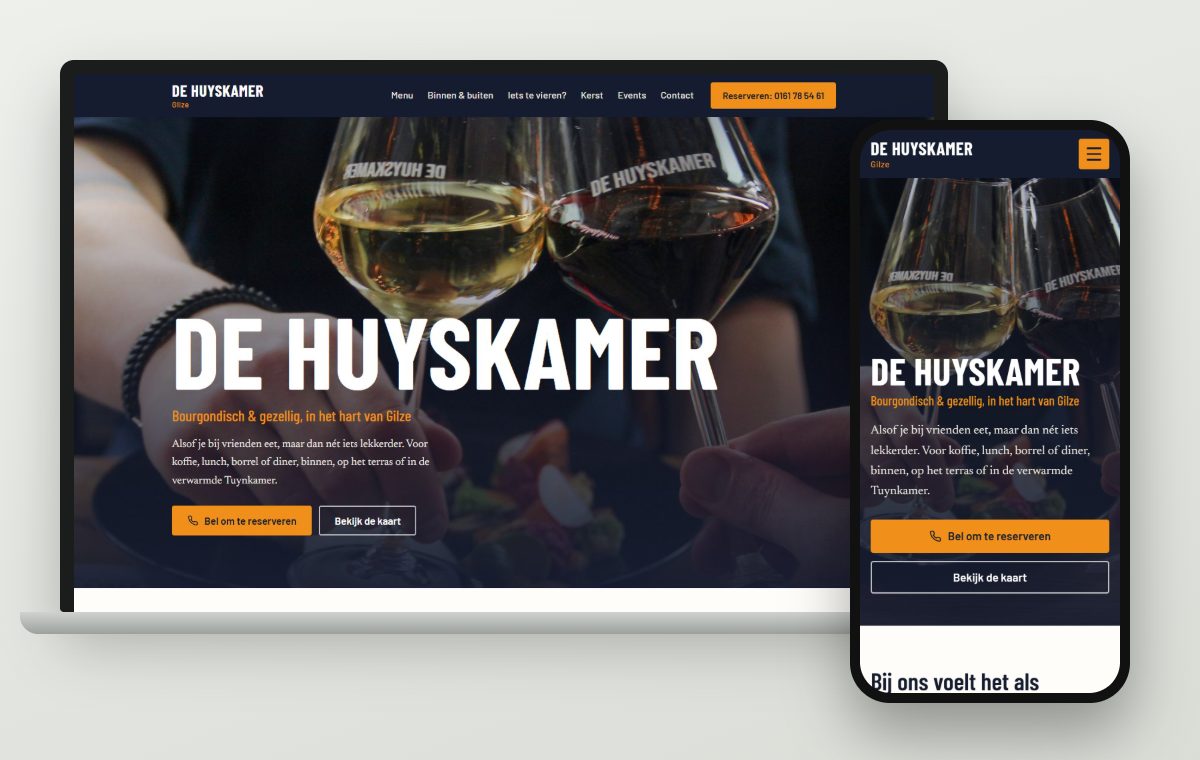 DE HUYSKAMER
Gilze
Menu Binnen & buiten Iets te vieren? Kerst Events Contact Reserveren: 0161 78 54 61
DE HUYSKAMER
DE HUYSKAMER
DE HUYSKAMER
Bourgondisch & gezellig, in het hart van Gilze
Alsof je bij vrienden eet, maar dan nét iets lekkerder. Voor
koffie, lunch, borrel of diner, binnen, op het terras of in de
verwarmde Tuynkamer.
Bel om te reserveren Bekijk de kaart
DE HUYSKAMER
Gilze
DE HUYSKAMER
DE HUYSKAMER
DE HUYSKAMER
Bourgondisch & gezellig, in het hart van Gilze
Alsof je bij vrienden eet, maar dan nét iets
lekkerder. Voor koffie, lunch, borrel of diner,
binnen, op het terras of in de verwarmde
Tuynkamer.
Bel om te reserveren
Bekijk de kaart
Bij ons voelt het als